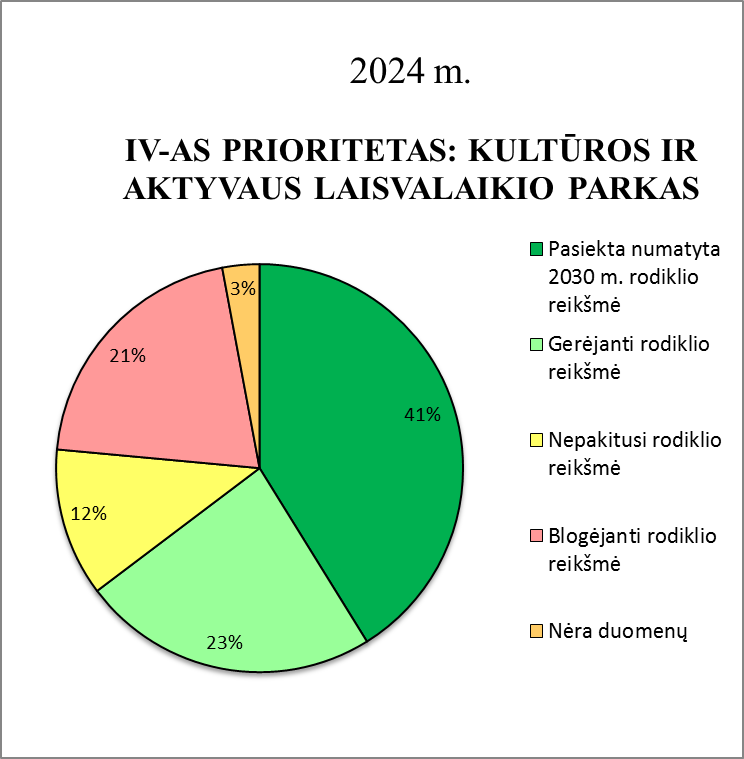 2024 m.
IV-AS PRIORITETAS: KULTŪROS IR
AKTYVAUS LAISVALAIKIO PARKAS
3%
21%
41%
12%
23%
Pasiekta numatyta
2030 m. rodiklio
reikšmė
Gerėjanti rodiklio
reikšmė
Nepakitusi rodiklio
reikšmė
Blogėjanti rodiklio
reikšmė
Nėra duomenų